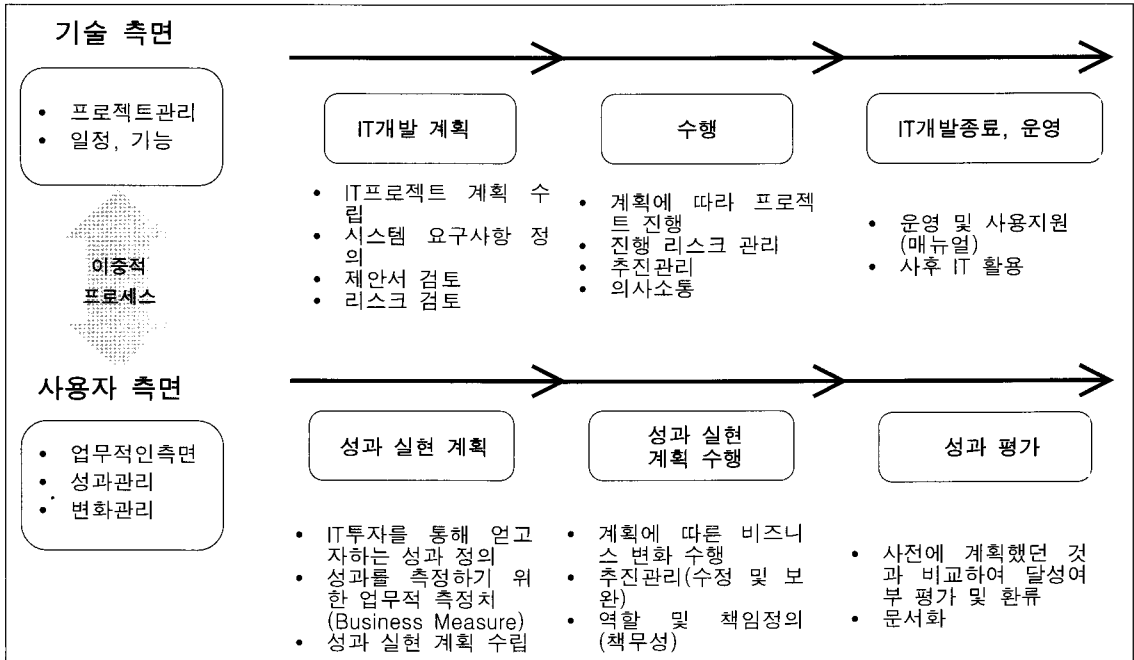 기술 측면
• 프로젝트관리
• 일정, 기능
이중적
프로세스
사용자 측면
• 업무적인측면
• 성과관리
• 변화관리
IT개발 계획
• IT프로젝트 계획 수
립
• 시스템 요구사항 정
의
• 제안서 검토
• 리스크 검토
수행
• 계획에 따라 프로젝
트 진행
• 진행 리스크 관리
• 추진관리
• 의사소통
IT개발종료, 운영
• 운영 및 사용지원
(매뉴얼)
• 사후 IT 활용
성과 실현 계획
• IT투자를 통해 얻고
자하는 성과 정의
• 성과를 측정하기 위
한 업무적 측정치
(Business Measure)
• 성과 실현 계획 수립
성과 실현
계획 수행
• 계획에 따른 비즈니
스 변화 수행
• 추진관리(수정 및 보
완)
• 역할 및 책임정의
(책무성)
성과 평가
• 사전에 계획했던 것
과 비교하여 달성여
부 평가 및 환류
• 문서화